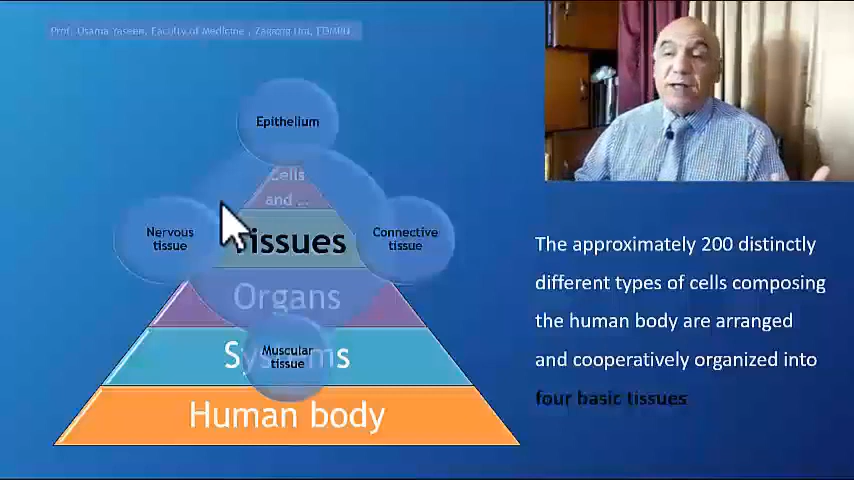 Prof. Osama Yaseen, Faculty of Medicine , Zagazig Uni,
Epithelium
Cells
and ...
Nervous
tissue
Tissues
Connective
tissue
Organs
Systems
Muscular
tissue
Human body
The approximately 200 distinctly
different types of cells composing
the human body are arranged
and cooperatively organized into
four basic tissues